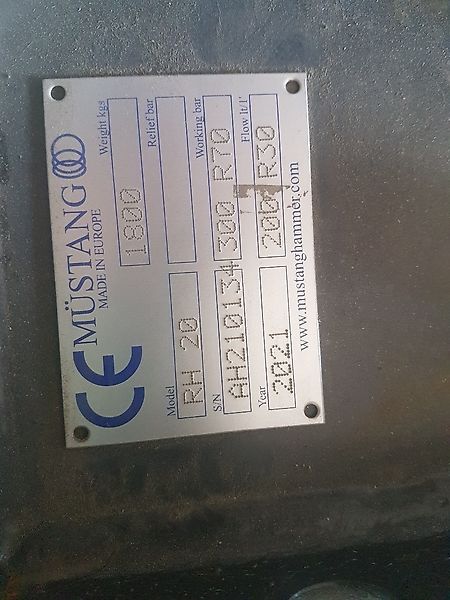 MÜSTANG
MADE IN EUROPE
CE
Weight kgs
1800
Model
RH 20
Relief bar
S/N
AH210134
Working bar
300 R70
Year
2021
Flow lt/1'
200 R30
www.mustanghammer.com